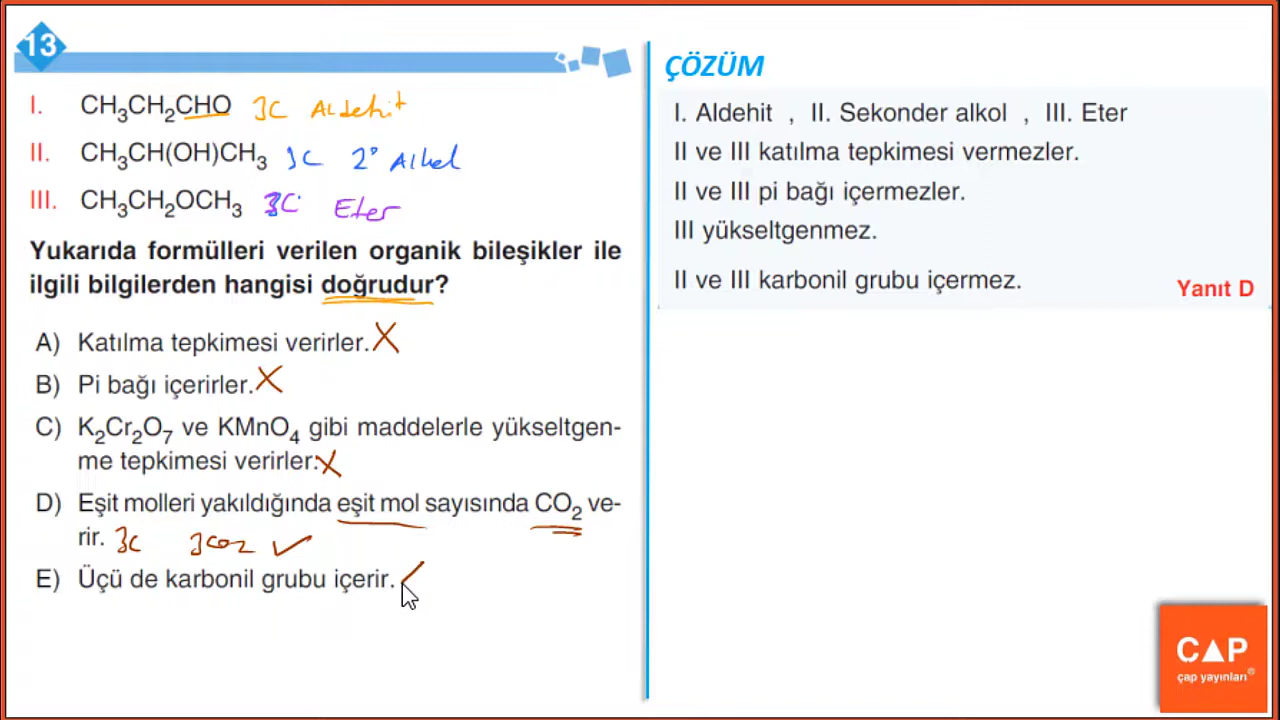 13
I. CH₃CH₂CHO 3C Aldehit
II. CH₃CH(OH)CH₃ 3C 2° Alkol
III. CH₃CH₂OCH₃ 3C Eter
Yukarıda formülleri verilen organik bileşikler ile
ilgili bilgilerden hangisi doğrudur?
A) Katılma tepkimesi verirler.
B) Pi bağı içerirler.
C) K₂Cr₂O₇ ve KMnO₄ gibi maddelerle yükseltgen-
me tepkimesi verirler.
D) Eşit molleri yakıldığında eşit mol sayısında CO₂ ve-
rir. 3C 3CO2
E) Üçü de karbonil grubu içerir.
ÇÖZÜM
I. Aldehit , II. Sekonder alkol , III. Eter
II ve III katılma tepkimesi vermezler.
II ve III pi bağı içermezler.
III yükseltgenmez.
II ve III karbonil grubu içermez.
Yanıt D
ÇAP
çap yayınları®